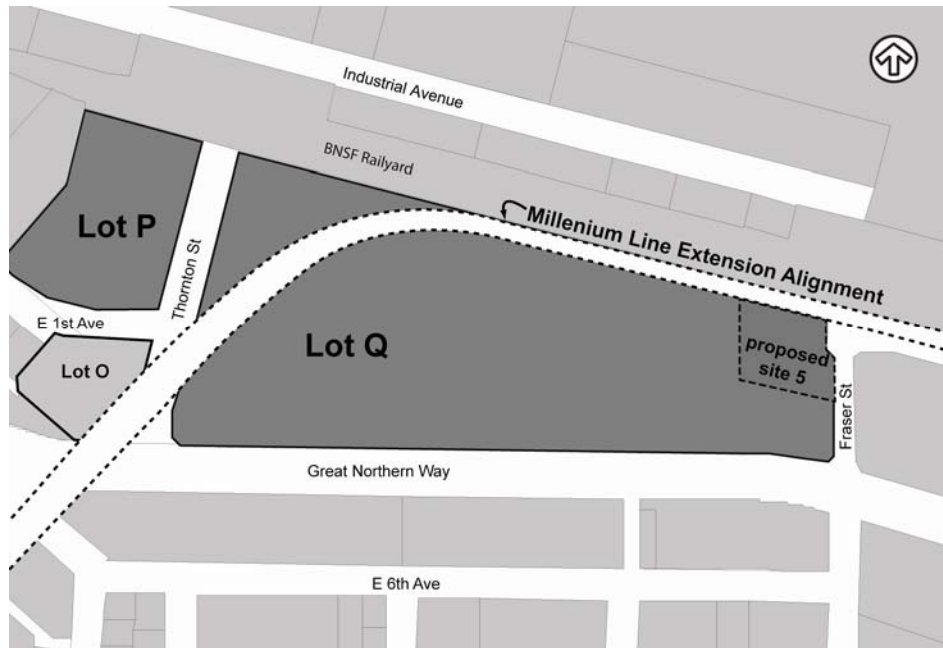 Industrial Avenue
BNSF Railyard
Millenium Line Extension Alignment
Lot P
Thornton St
E 1st Ave
Lot O
Lot Q
proposed
site 5
Fraser St
Great Northern Way
E 6th Ave